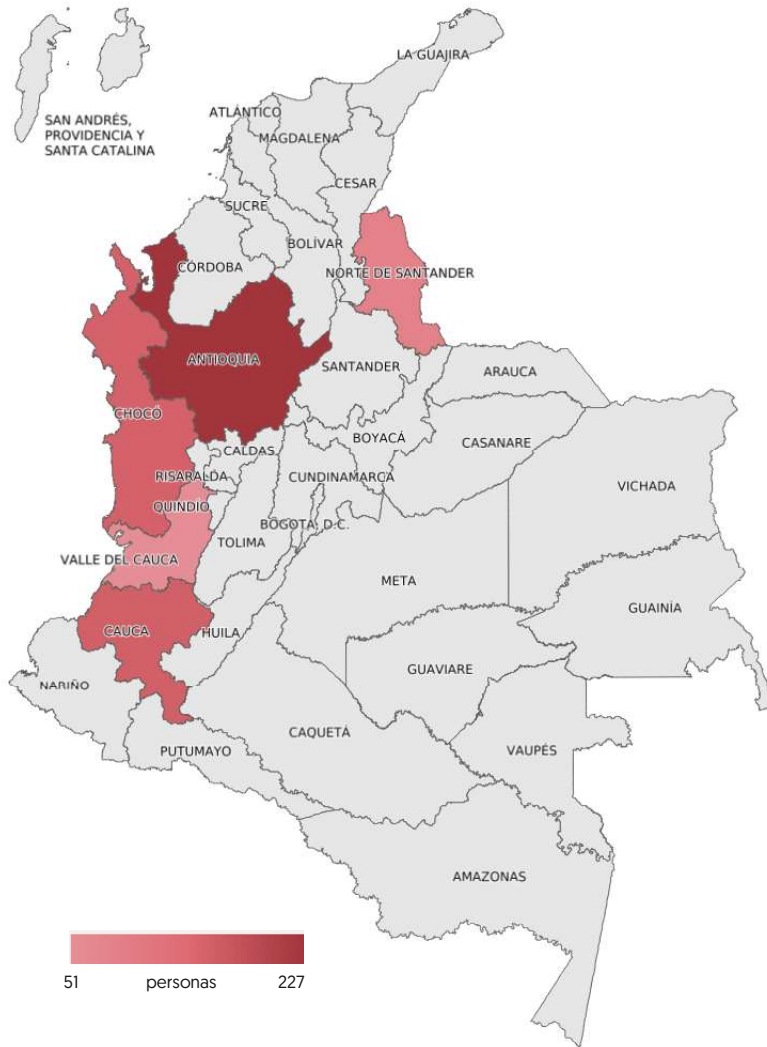 LA GUAJIRA
ATLÁNTICO
SAN ANDRÉS,
PROVIDENCIA Y
SANTA CATALINA
MAGDALENA
CESAR
SUCRE
BOLÍVAR
CÓRDOBA
NORTE DE SANTANDER
ANTIOQUIA
SANTANDER
ARAUCA
CHOCÓ
BOYACÁ
CASANARE
CALDAS
RISARALDA
CUNDINAMARCA
VICHADA
QUINDÍO
BOGOTÁ, D.C.
TOLIMA
VALLE DEL CAUCA
META
GUAINÍA
CAUCA
HUILA
GUAVIARE
NARIÑO
CAQUETÁ
PUTUMAYO
VAUPÉS
AMAZONAS
51 personas 227